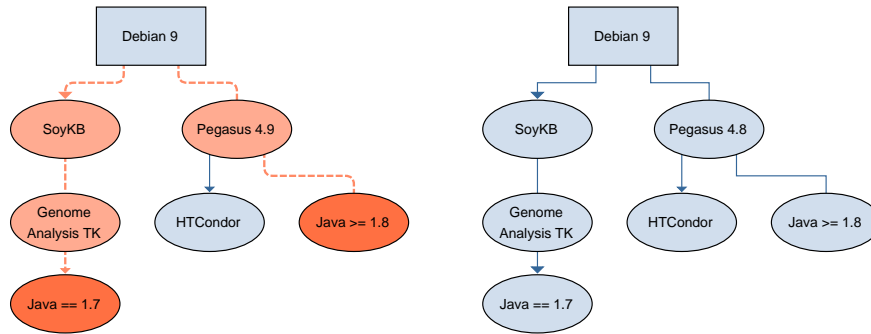 Debian 9
SoyKB
Pegasus 4.9
Genome
Analysis TK
HTCondor
Java >= 1.8
Java == 1.7
Debian 9
SoyKB
Pegasus 4.8
Genome
Analysis TK
HTCondor
Java >= 1.8
Java == 1.7